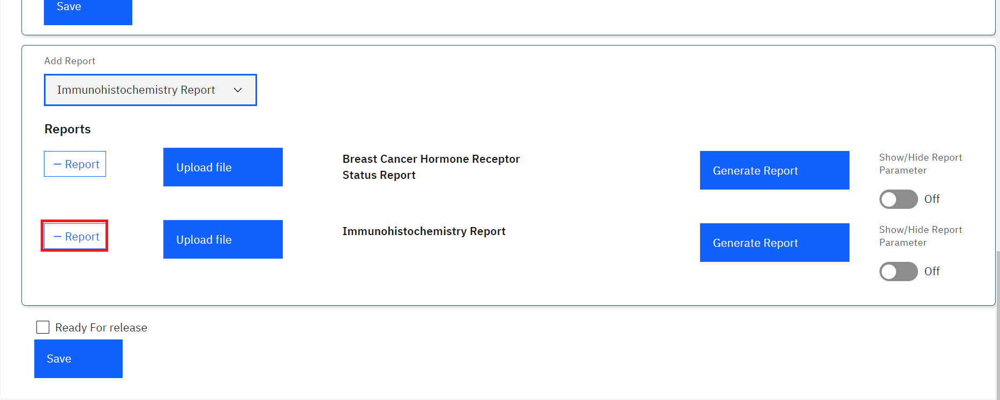 Save
Add Report
Immunohistochemistry Report
Reports
− Report
Upload file
Breast Cancer Hormone Receptor
Status Report
Generate Report
Show/Hide Report
Parameter
Off
− Report
Upload file
Immunohistochemistry Report
Generate Report
Show/Hide Report
Parameter
Off
Ready For release
Save